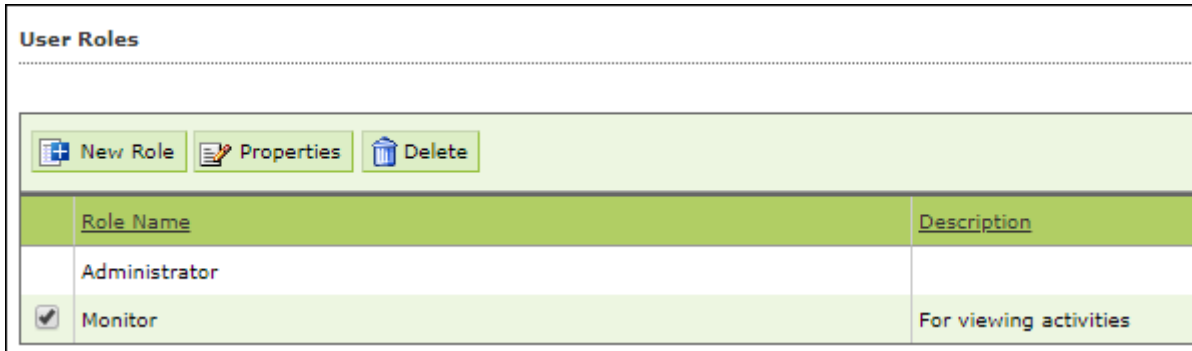 User Roles
New Role Properties Delete
Role Name Description
Administrator
Monitor For viewing activities